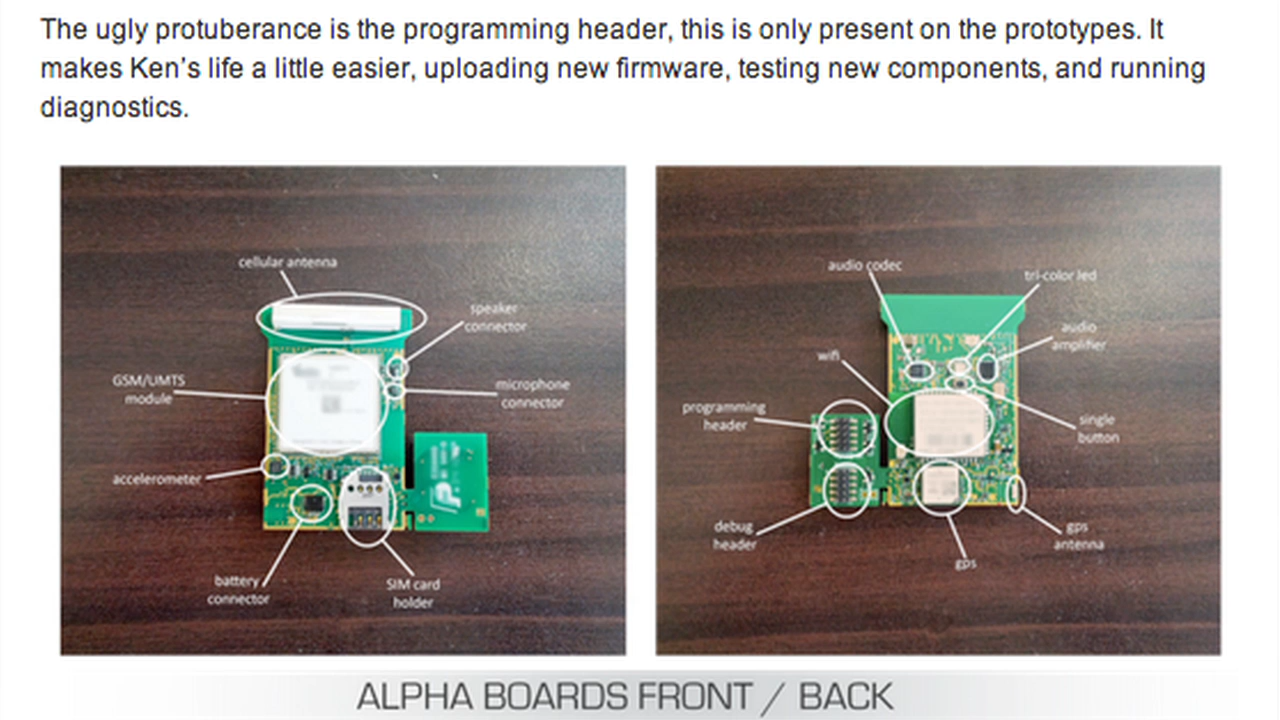 The ugly protuberance is the programming header, this is only present on the prototypes. It
makes Ken's life a little easier, uploading new firmware, testing new components, and running
diagnostics.
cellular antenna
speaker
connector
GSM/UMTS
module
microphone
connector
accelerometer
battery
connector
SIM card
holder
audio codec
tri-color led
audio
amplifier
wifi
programming
header
single
button
debug
header
gps
antenna
gps
ALPHA BOARDS FRONT / BACK